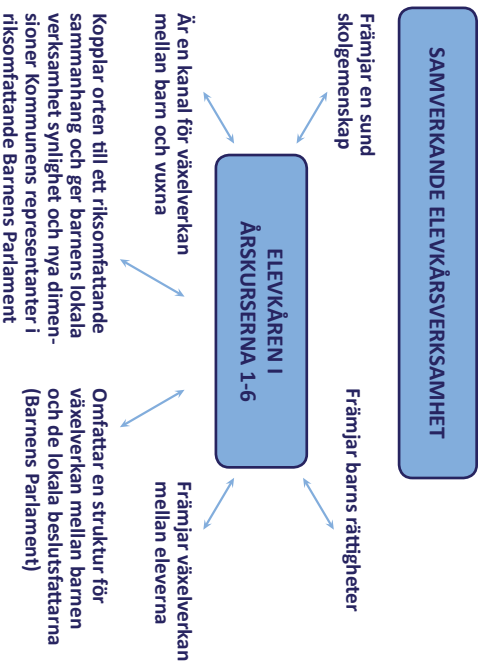 SAMVERKANDE ELEVKÅRSVERKSAMHET
Främjar en sund
skolgemenskap
Främjar barns rättigheter
ELEVKÅREN I
ÅRSKURSERNA 1-6
Är en kanal för växelverkan
mellan barn och vuxna
Främjar växelverkan
mellan eleverna
Kopplar orten till ett riksomfattande
sammanhang och ger barnens lokala
verksamhet synlighet och nya dimen-
sioner Kommunens representanter i
riksomfattande Barnens Parlament
Omfattar en struktur för
växelverkan mellan barnen
och de lokala beslutsfattarna
(Barnens Parlament)